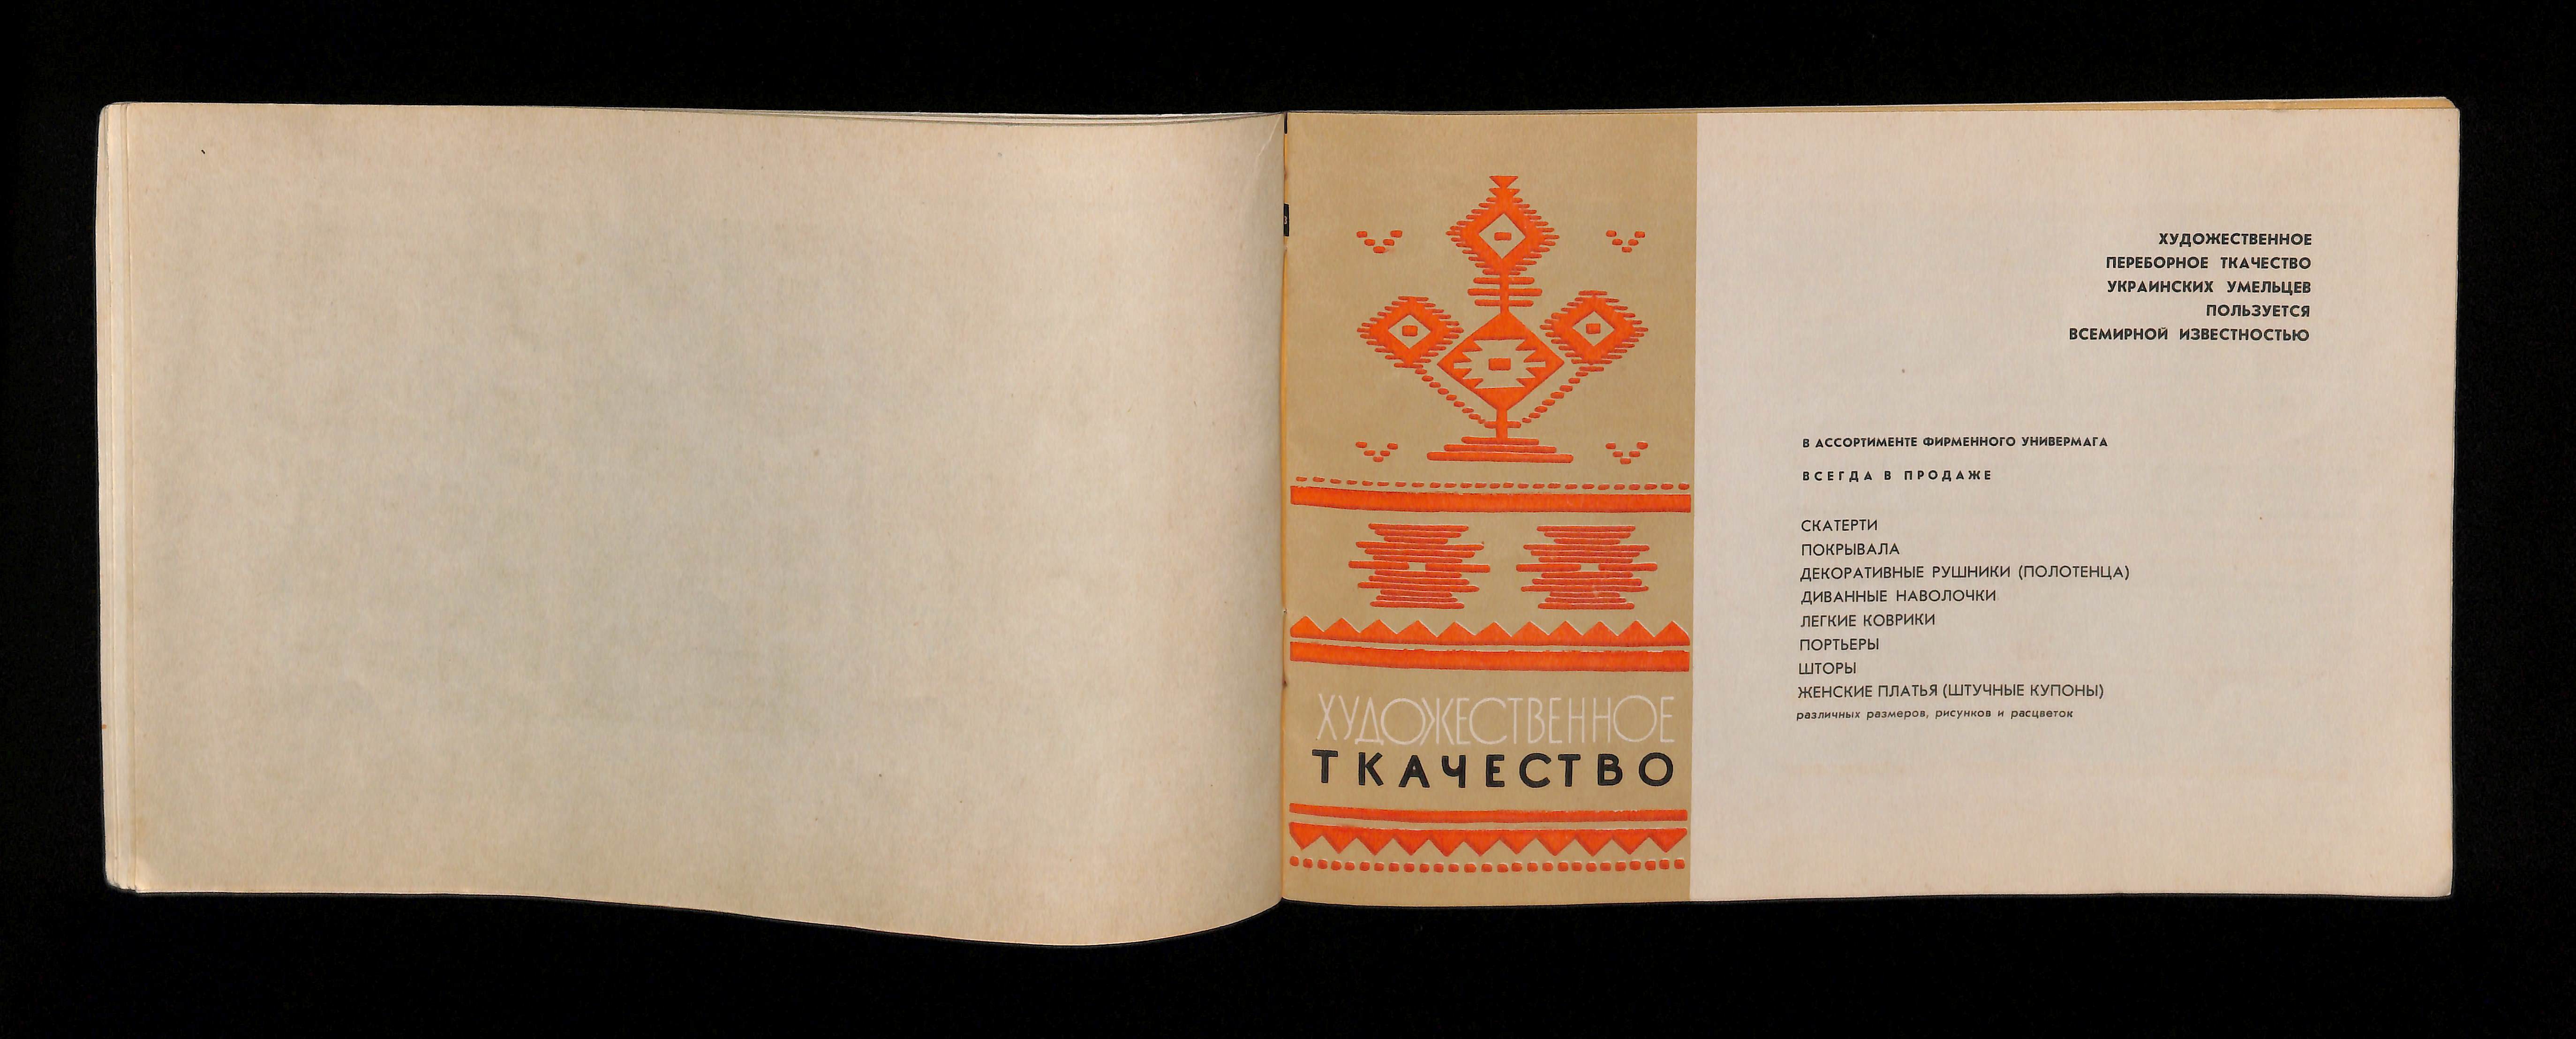 ХУДОЖЕСТВЕННОЕ
ТКАЧЕСТВО
ХУДОЖЕСТВЕННОЕ
ПЕРЕБОРНОЕ ТКАЧЕСТВО
УКРАИНСКИХ УМЕЛЬЦЕВ
ПОЛЬЗУЕТСЯ
ВСЕМИРНОЙ ИЗВЕСТНОСТЬЮ
В АССОРТИМЕНТЕ ФИРМЕННОГО УНИВЕРМАГА
ВСЕГДА В ПРОДАЖЕ
СКАТЕРТИ
ПОКРЫВАЛА
ДЕКОРАТИВНЫЕ РУШНИКИ (ПОЛОТЕНЦА)
ДИВАННЫЕ НАВОЛОЧКИ
ЛЕГКИЕ КОВРИКИ
ПОРТЬЕРЫ
ШТОРЫ
ЖЕНСКИЕ ПЛАТЬЯ (ШТУЧНЫЕ КУПОНЫ)
различных размеров, рисунков и расцветок